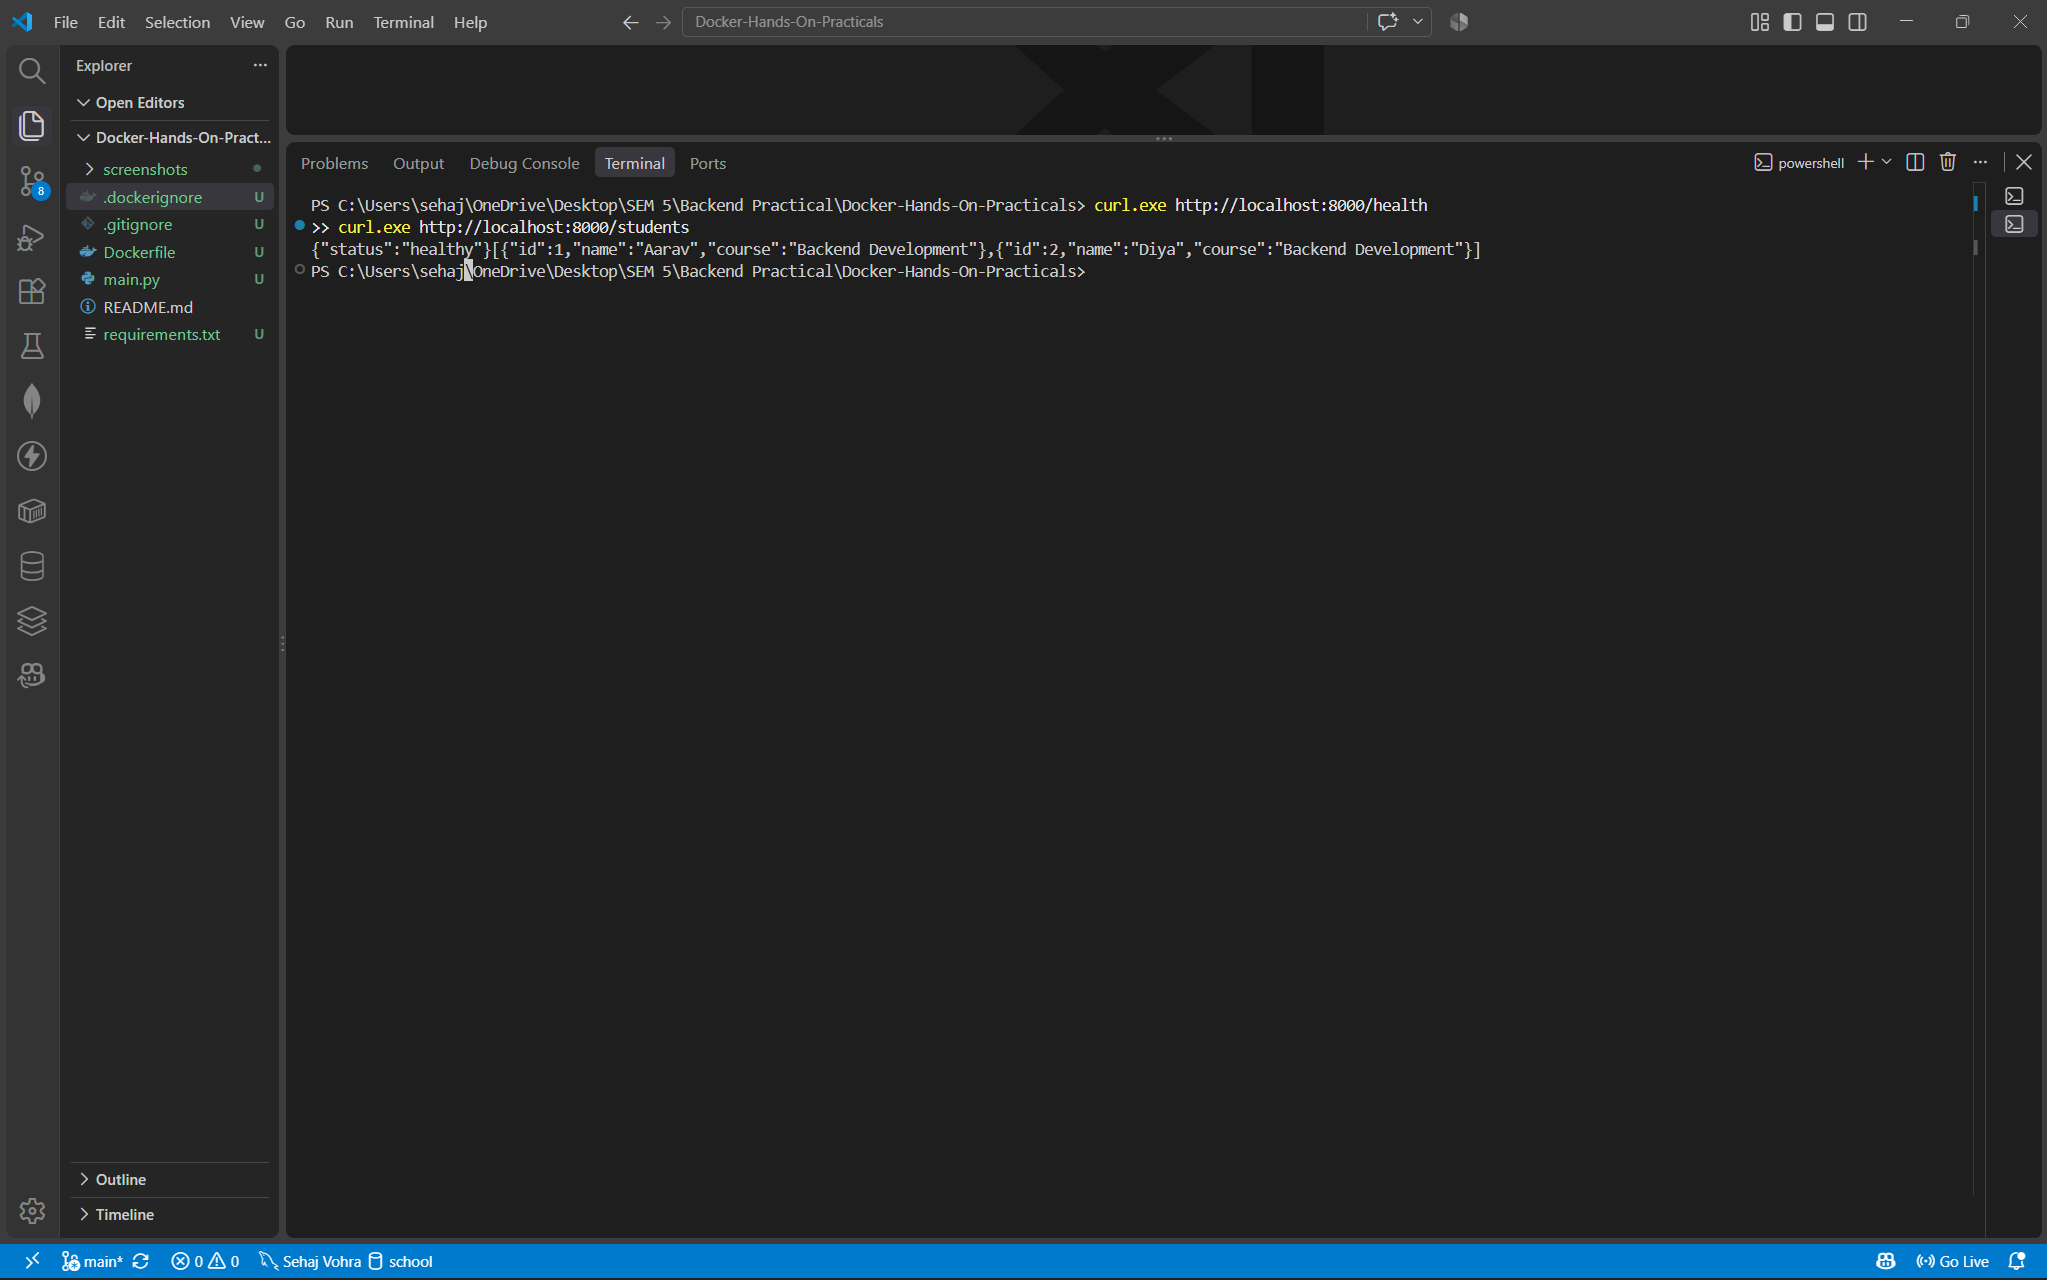 File Edit Selection View Go Run Terminal Help
Docker-Hands-On-Practicals
Explorer
Open Editors
Docker-Hands-On-Pract...
screenshots
.dockerignore U
.gitignore U
Dockerfile U
main.py U
README.md
requirements.txt U
Outline
Timeline
8
Problems Output Debug Console Terminal Ports
powershell
PS C:\Users\sehaj\OneDrive\Desktop\SEM 5\Backend Practical\Docker-Hands-On-Practicals> curl.exe http://localhost:8000/health
>> curl.exe http://localhost:8000/students
{"status":"healthy"}[{"id":1,"name":"Aarav","course":"Backend Development"},{"id":2,"name":"Diya","course":"Backend Development"}]
PS C:\Users\sehaj\OneDrive\Desktop\SEM 5\Backend Practical\Docker-Hands-On-Practicals>
main* 0 0 Sehaj Vohra school
Go Live